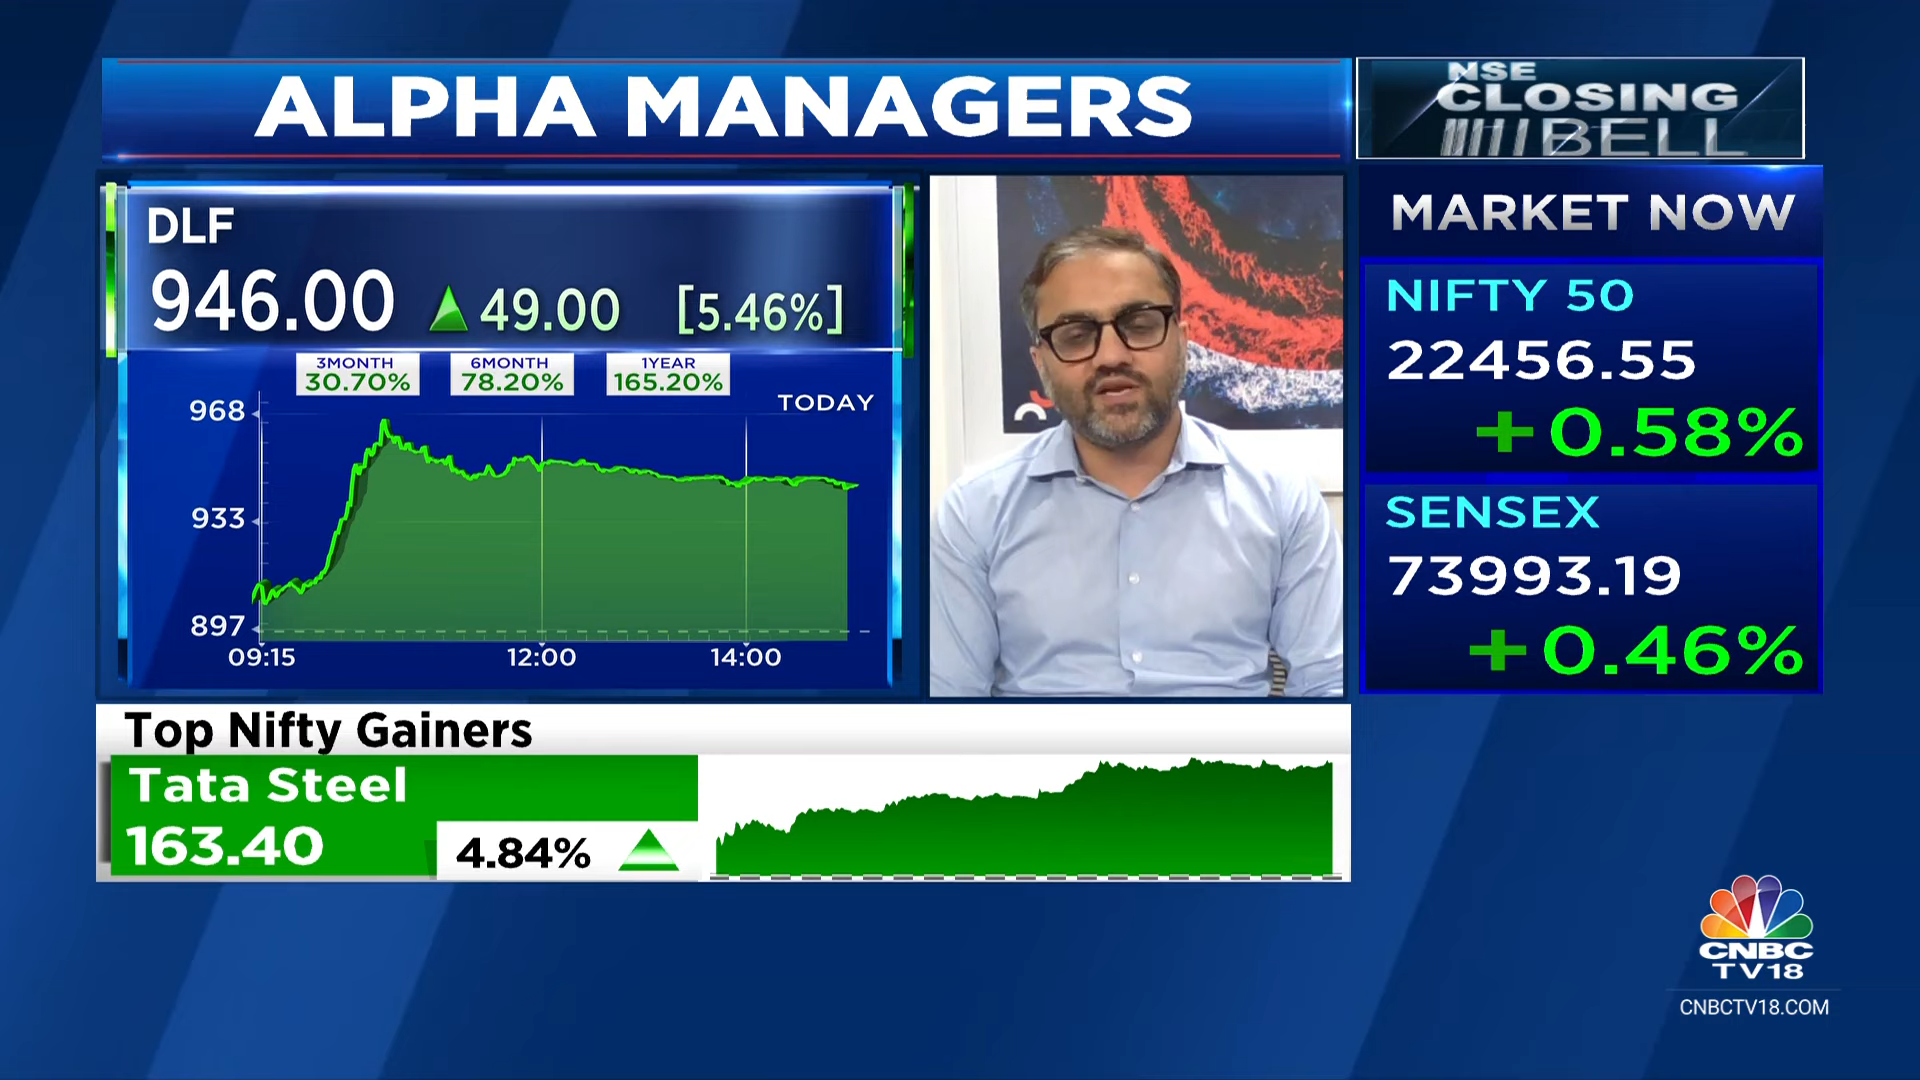 ALPHA MANAGERS
NSE
CLOSING
BELL
DLF
946.00 49.00 [5.46%]
3MONTH 6MONTH 1YEAR
30.70% 78.20% 165.20%
TODAY
968
933
897
09:15 12:00 14:00
MARKET NOW
NIFTY 50
22456.55
+0.58%
SENSEX
73993.19
+0.46%
Top Nifty Gainers
Tata Steel
163.40 4.84%
CNBC
TV18
CNBCTV18.COM